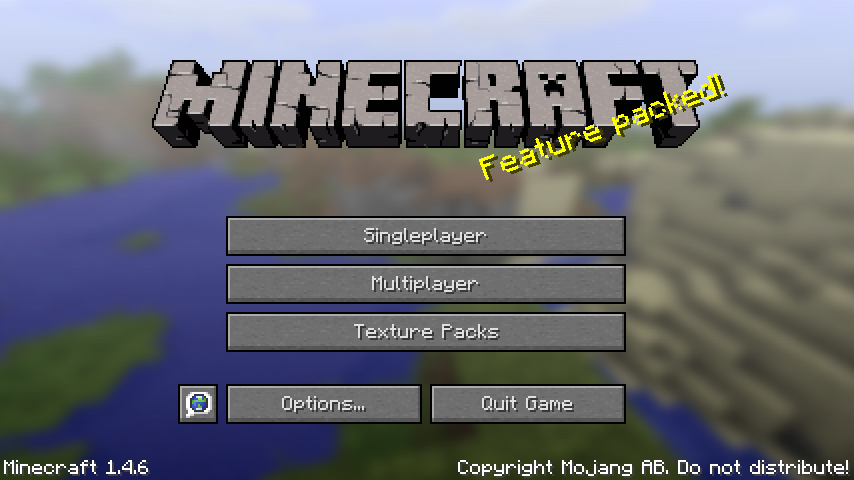 MINECRAFT
Feature packed!
Singleplayer
Multiplayer
Texture Packs
Options...
Quit Game
Minecraft 1.4.6
Copyright Mojang AB. Do not distribute!